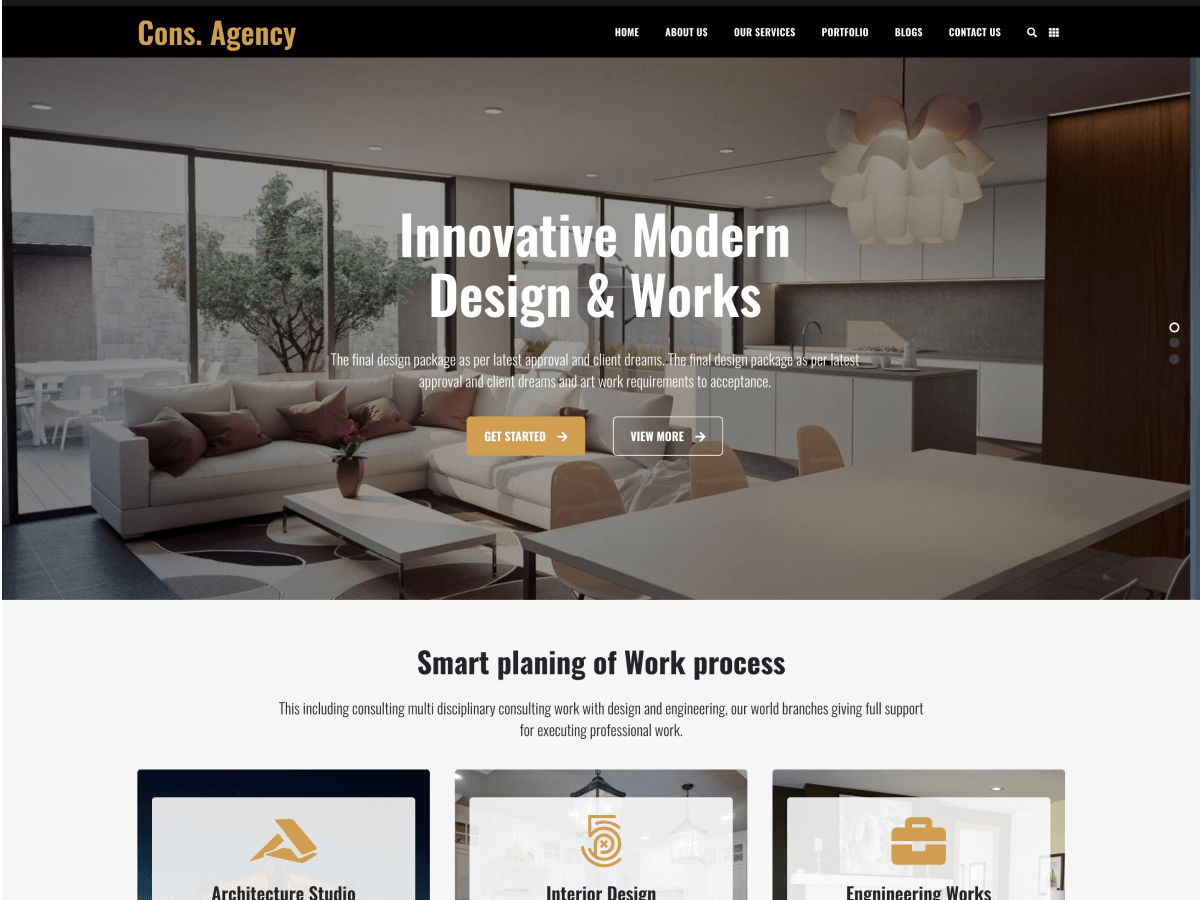 Cons. Agency
HOME ABOUT US OUR SERVICES PORTFOLIO BLOGS CONTACT US
Innovative Modern
Design & Works
The final design package as per latest approval and client dreams. The final design package as per latest
approval and client dreams and art work requirements to acceptance.
GET STARTED VIEW MORE
Smart planing of Work process
This including consulting multi disciplinary consulting work with design and engineering, our world branches giving full support
for executing professional work.
Architecture Studio Interior Design Engnineering Works